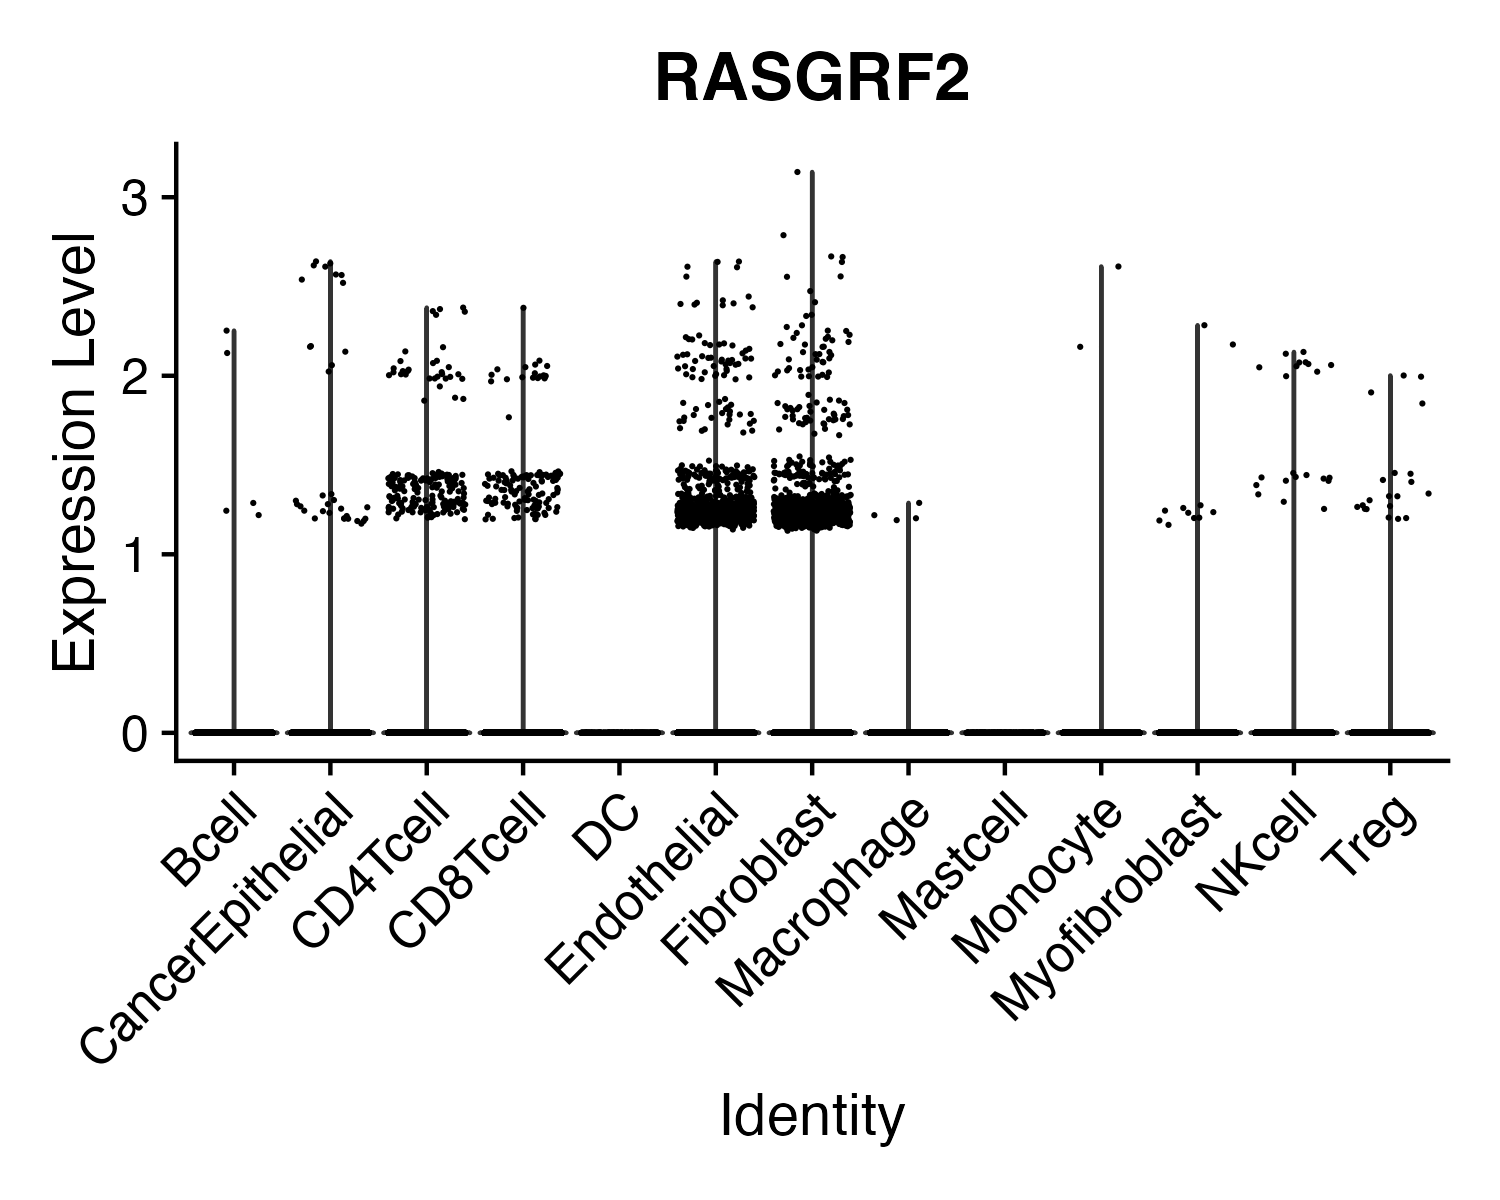 RASGRF2
Expression Level
3
2
1
0
Bcell
CancerEpithelial
CD4Tcell
CD8Tcell
DC
Endothelial
Fibroblast
Macrophage
Mastcell
Monocyte
Myofibroblast
NKcell
Treg
Identity